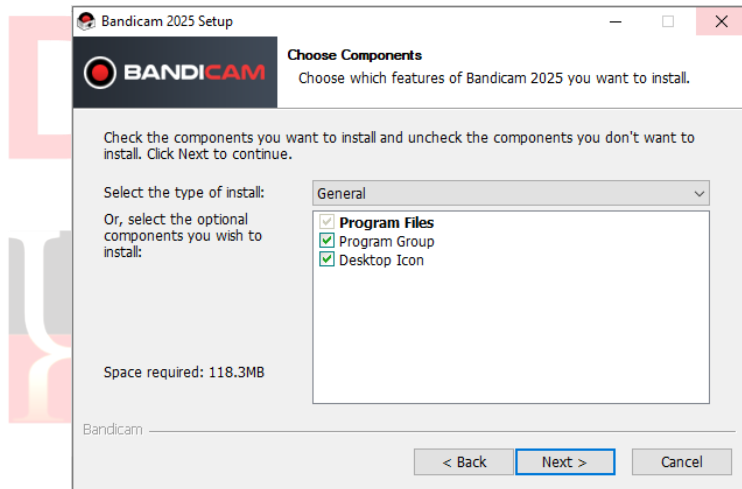 Bandicam 2025 Setup
BANDICAM
Choose Components
Choose which features of Bandicam 2025 you want to install.
Check the components you want to install and uncheck the components you don't want to
install. Click Next to continue.
Select the type of install:
General
Or, select the optional
components you wish to
install:
Program Files
Program Group
Desktop Icon
Space required: 118.3MB
Bandicam
< Back
Next >
Cancel